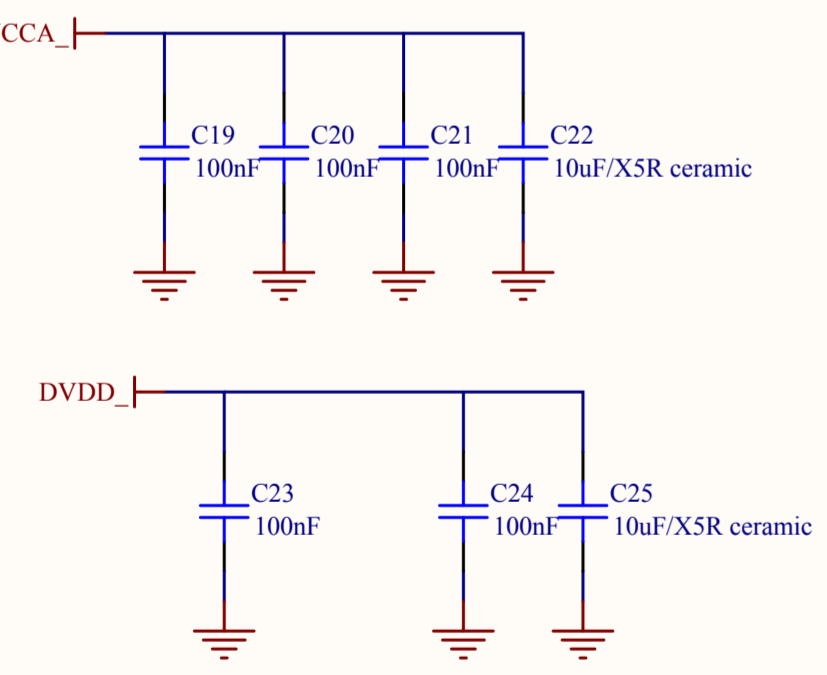 CCA_
C19
100nF
C20
100nF
C21
100nF
C22
10uF/X5R ceramic
DVDD_
C23
100nF
C24
100nF
C25
10uF/X5R ceramic